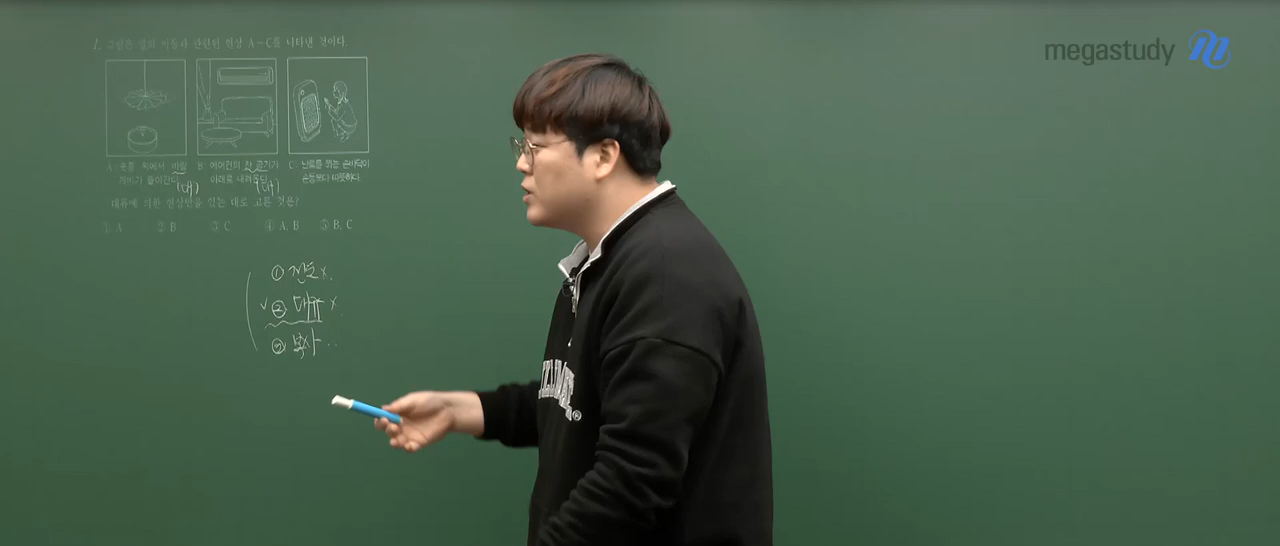 megastudy
1. 그림은 열의 이동과 관련된 현상 A~C를 나타낸 것이다.
A: 촛불 위에서 바람개비가 돌아간다. (대)
B: 에어컨의 찬 공기가 아래로 내려온다. (대)
C: 난로를 쬐는 손바닥이 손등보다 따뜻하다.
대류에 의한 현상만을 있는 대로 고른 것은?
① A ② B ③ C ④ A, B ⑤ B, C
① 전도 x.
√ ② 대류 x
③ 복사 ..